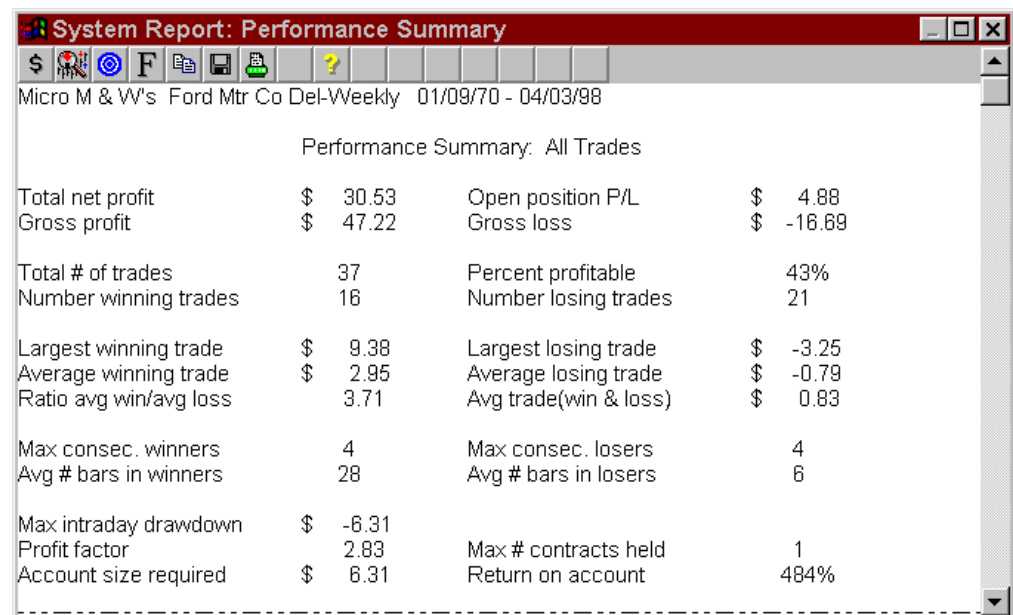 System Report: Performance Summary
$ F ?
Micro M & W's Ford Mtr Co Del-Weekly 01/09/70 - 04/03/98
Performance Summary: All Trades
Total net profit $ 30.53 Open position P/L $ 4.88
Gross profit $ 47.22 Gross loss $ -16.69
Total # of trades 37 Percent profitable 43%
Number winning trades 16 Number losing trades 21
Largest winning trade $ 9.38 Largest losing trade $ -3.25
Average winning trade $ 2.95 Average losing trade $ -0.79
Ratio avg win/avg loss 3.71 Avg trade(win & loss) $ 0.83
Max consec. winners 4 Max consec. losers 4
Avg # bars in winners 28 Avg # bars in losers 6
Max intraday drawdown $ -6.31
Profit factor 2.83 Max # contracts held 1
Account size required $ 6.31 Return on account 484%